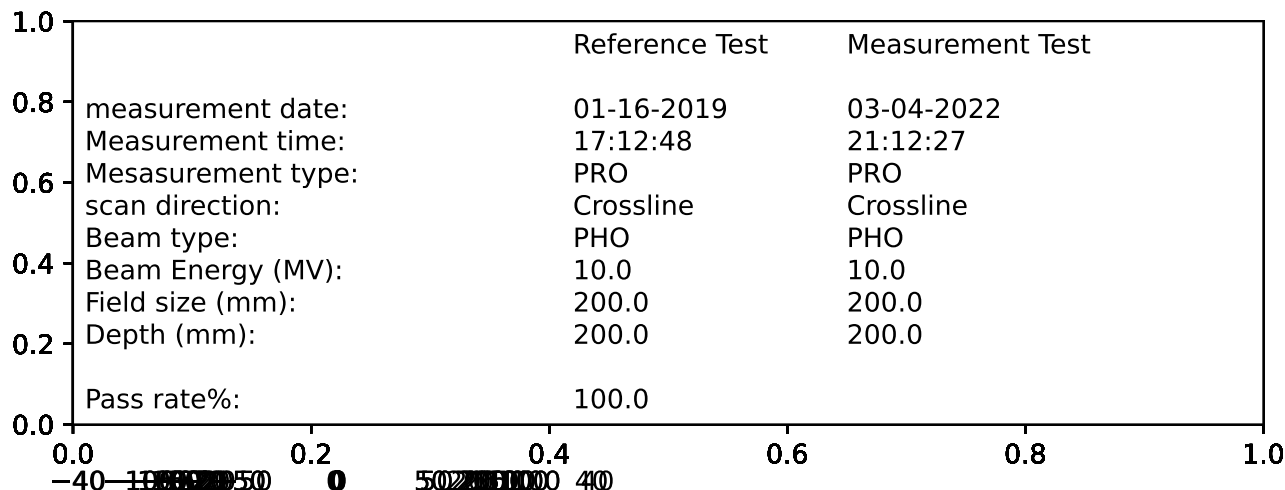 1.0
Reference Test Measurement Test
0.8
measurement date: 01-16-2019 03-04-2022
Measurement time: 17:12:48 21:12:27
0.6
Mesasurement type: PRO PRO
scan direction: Crossline Crossline
Beam type: PHO PHO
0.4
Beam Energy (MV): 10.0 10.0
Field size (mm): 200.0 200.0
0.2
Depth (mm): 200.0 200.0
Pass rate%: 100.0
0.0
0.0 0.2 0.4 0.6 0.8 1.0
−40 0 40